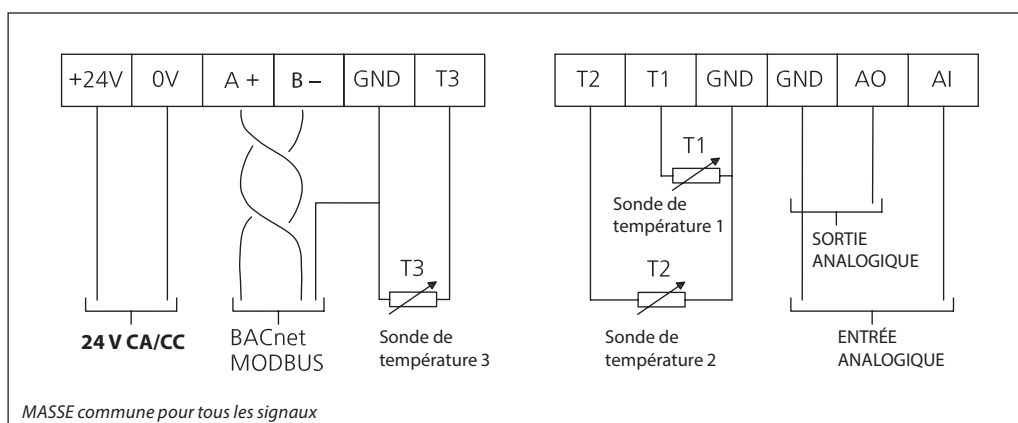 +24V 0V A + B – GND T3
T2 T1 GND GND AO AI
T1
Sonde de
température 1
SORTIE
ANALOGIQUE
T3
T2
24 V CA/CC
BACnet
MODBUS
Sonde de
température 3
Sonde de
température 2
ENTRÉE
ANALOGIQUE
MASSE commune pour tous les signaux